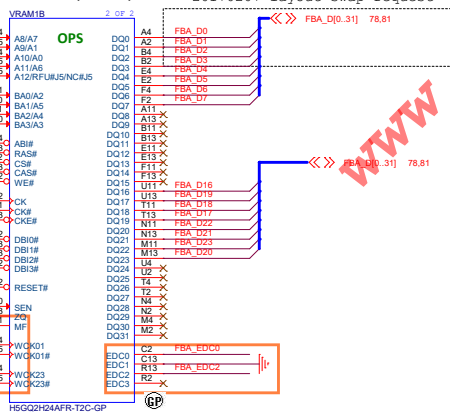 VRAM1B 2 OF 2
OPS
FBA_D[0..31] 78,81
A8/A7 DQ0 A4 FBA_D0
A9/A1 DQ1 A2 FBA_D1
A10/A0 DQ2 B4 FBA_D2
A11/A6 DQ3 B2 FBA_D3
A12/RFU#J5/NC#J5 DQ4 E4 FBA_D4
DQ5 E2 FBA_D5
BA0/A2 DQ6 F4 FBA_D6
BA1/A5 DQ7 F2 FBA_D7
BA2/A4 DQ8 A11
BA3/A3 DQ9 A13
DQ10 B11
ABI# DQ11 B13
RAS# DQ12 E11
CS# DQ13 E13
CAS# DQ14 F11
WE# DQ15 F13
FBA_D[0..31] 78,81
WWW
DQ16 U11 FBA_D16
CK DQ17 U13 FBA_D19
CK# DQ18 T11 FBA_D18
CKE# DQ19 T13 FBA_D17
DQ20 N11 FBA_D22
DBI0# DQ21 N13 FBA_D21
DBI1# DQ22 M11 FBA_D23
DBI2# DQ23 M13 FBA_D20
DBI3# DQ24 U4
DQ25 U2
RESET# DQ26 T4
DQ27 T2
SEN DQ28 N4
ZQ DQ29 N2
MF DQ30 M4
DQ31 M2
WCK01
WCK01# EDC0 C2 FBA_EDC0
EDC1 C13
WCK23 EDC2 R13 FBA_EDC2
WCK23# EDC3 R2
GP
H5GQ2H24AFR-T2C-GP